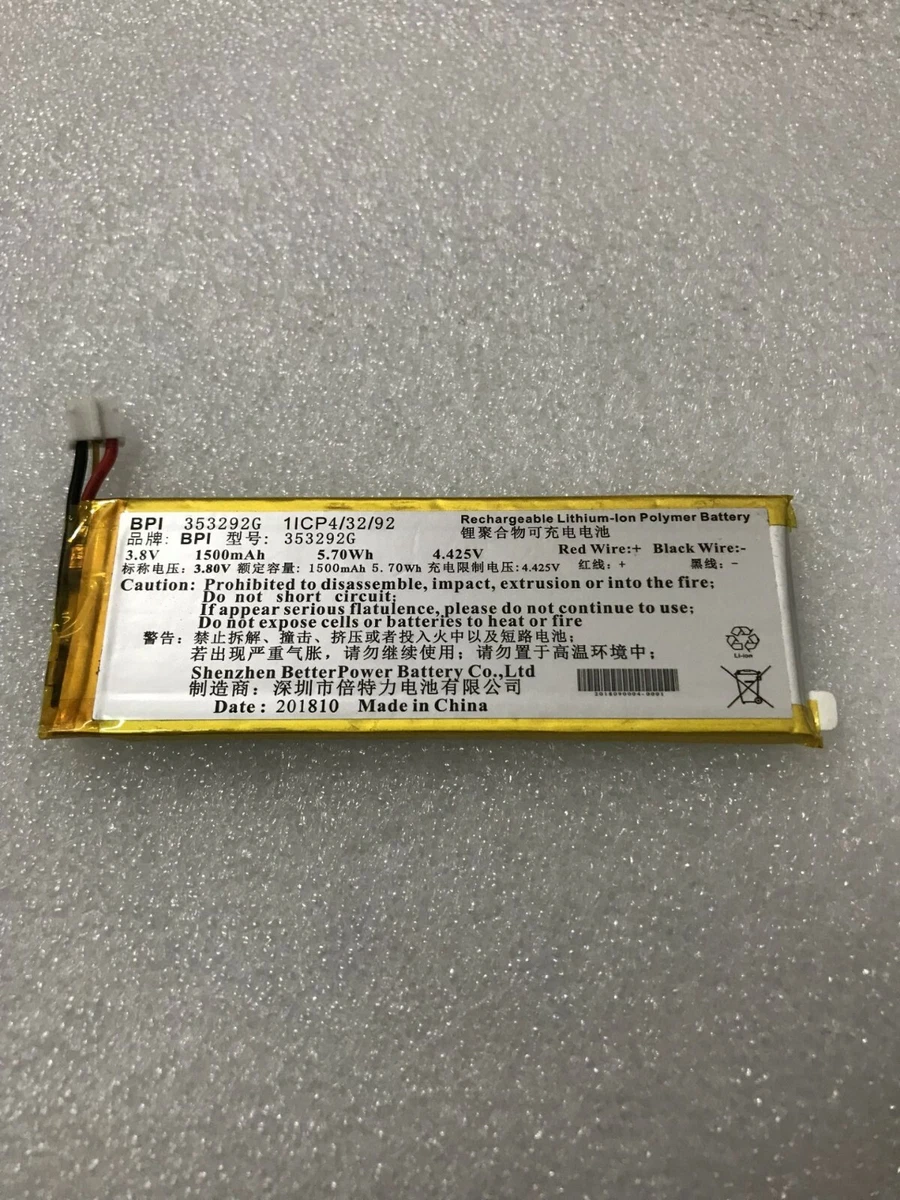 BPI 353292G 1ICP4/32/92 Rechargeable Lithium-Ion Polymer Battery
品牌: BPI 型号: 353292G 锂聚合物可充电电池
3.8V 1500mAh 5.70Wh 4.425V Red Wire:+ Black Wire:-
标称电压: 3.80V 额定容量: 1500mAh 5.70Wh 充电限制电压:4.425V 红线: + 黑线: -
Caution: Prohibited to disassemble, impact, extrusion or into the fire;
Do not short circuit;
If appear serious flatulence, please do not continue to use;
Do not expose cells or batteries to heat or fire
警告: 禁止拆解、撞击、挤压或者投入火中以及短路电池;
若出现严重气胀, 请勿继续使用; 请勿置于高温环境中;
Shenzhen BetterPower Battery Co.,Ltd
制造商: 深圳市倍特力电池有限公司
Date: 201810 Made in China
Li-ion
2018090004-0001